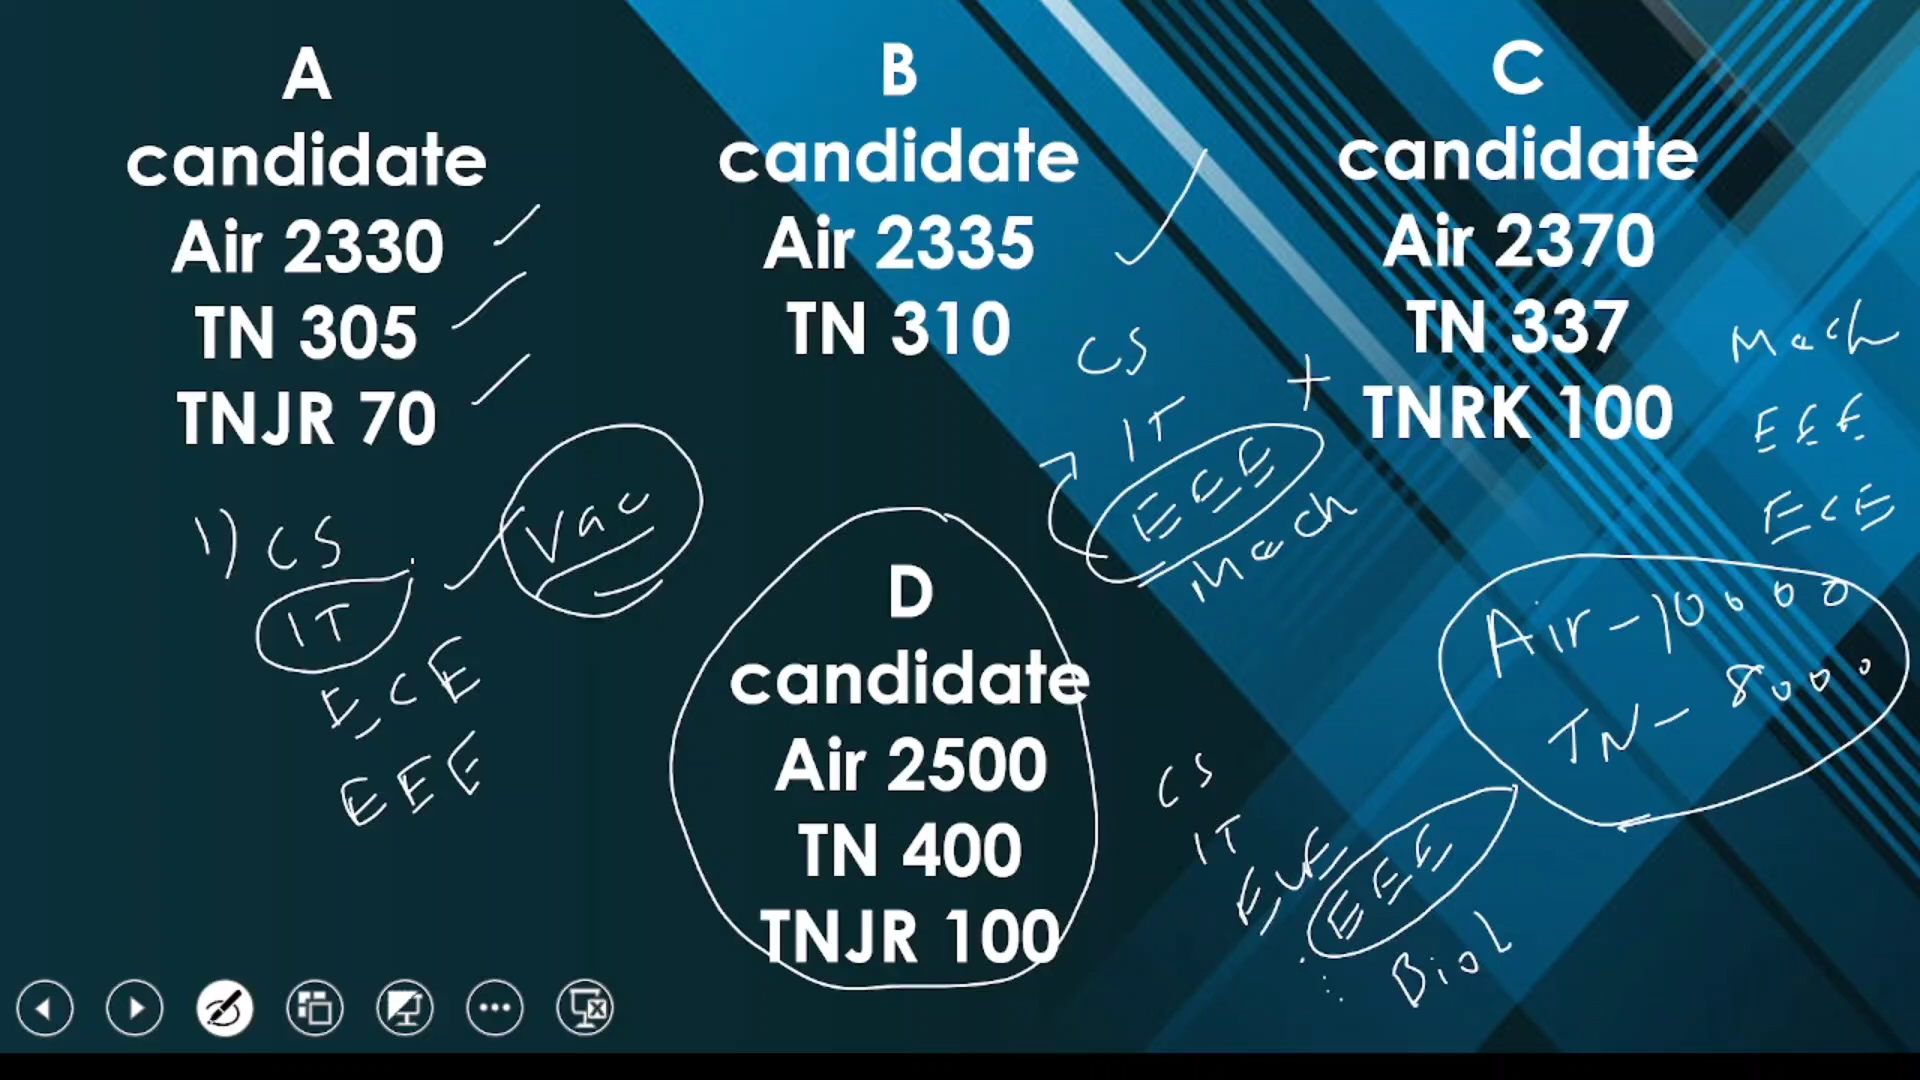 A
candidate
Air 2330
TN 305
TNJR 70
1) CS
IT
Vac
ECE
EEE
B
candidate
Air 2335
TN 310
CS
IT
EEE
Mech
C
candidate
Air 2370
TN 337
TNRK 100
Mech
EEE
ECE
Air - 10000
TN - 8000
D
candidate
Air 2500
TN 400
TNJR 100
CS
IT
EEE
Biol